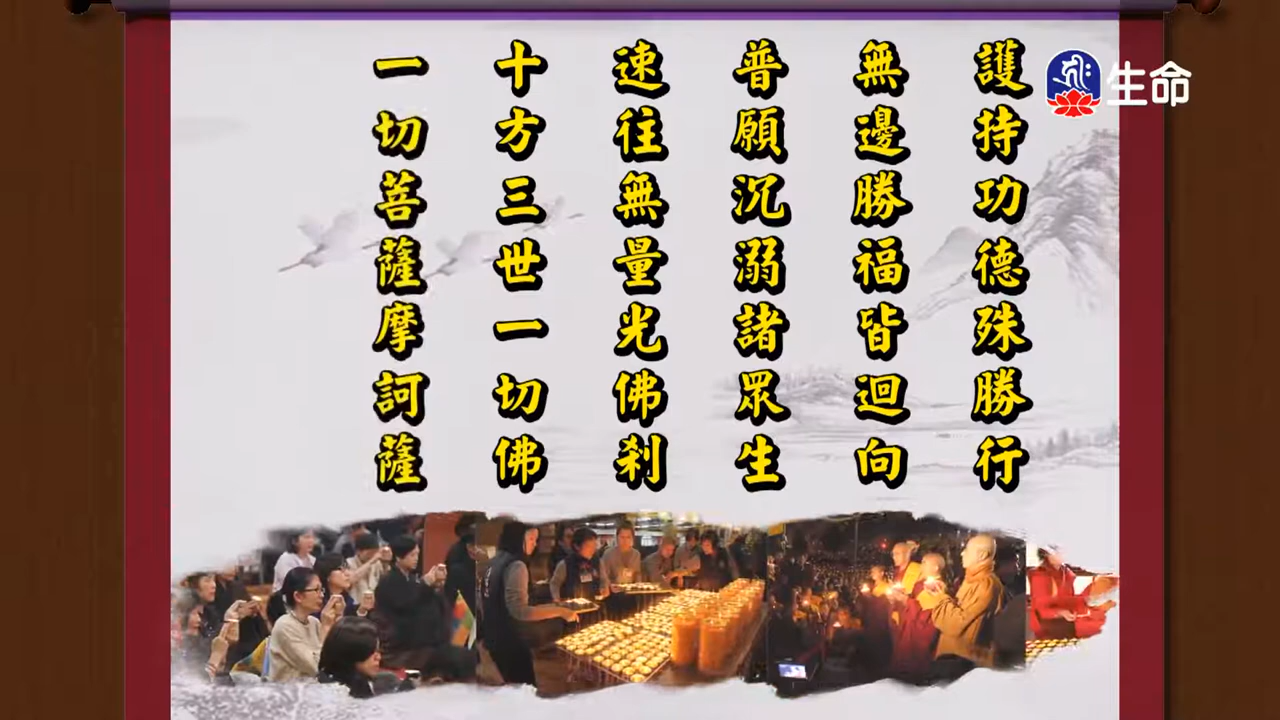 護持功德殊勝行
無邊勝福皆迴向
普願沉溺諸眾生
速往無量光佛剎
十方三世一切佛
一切菩薩摩訶薩
生命